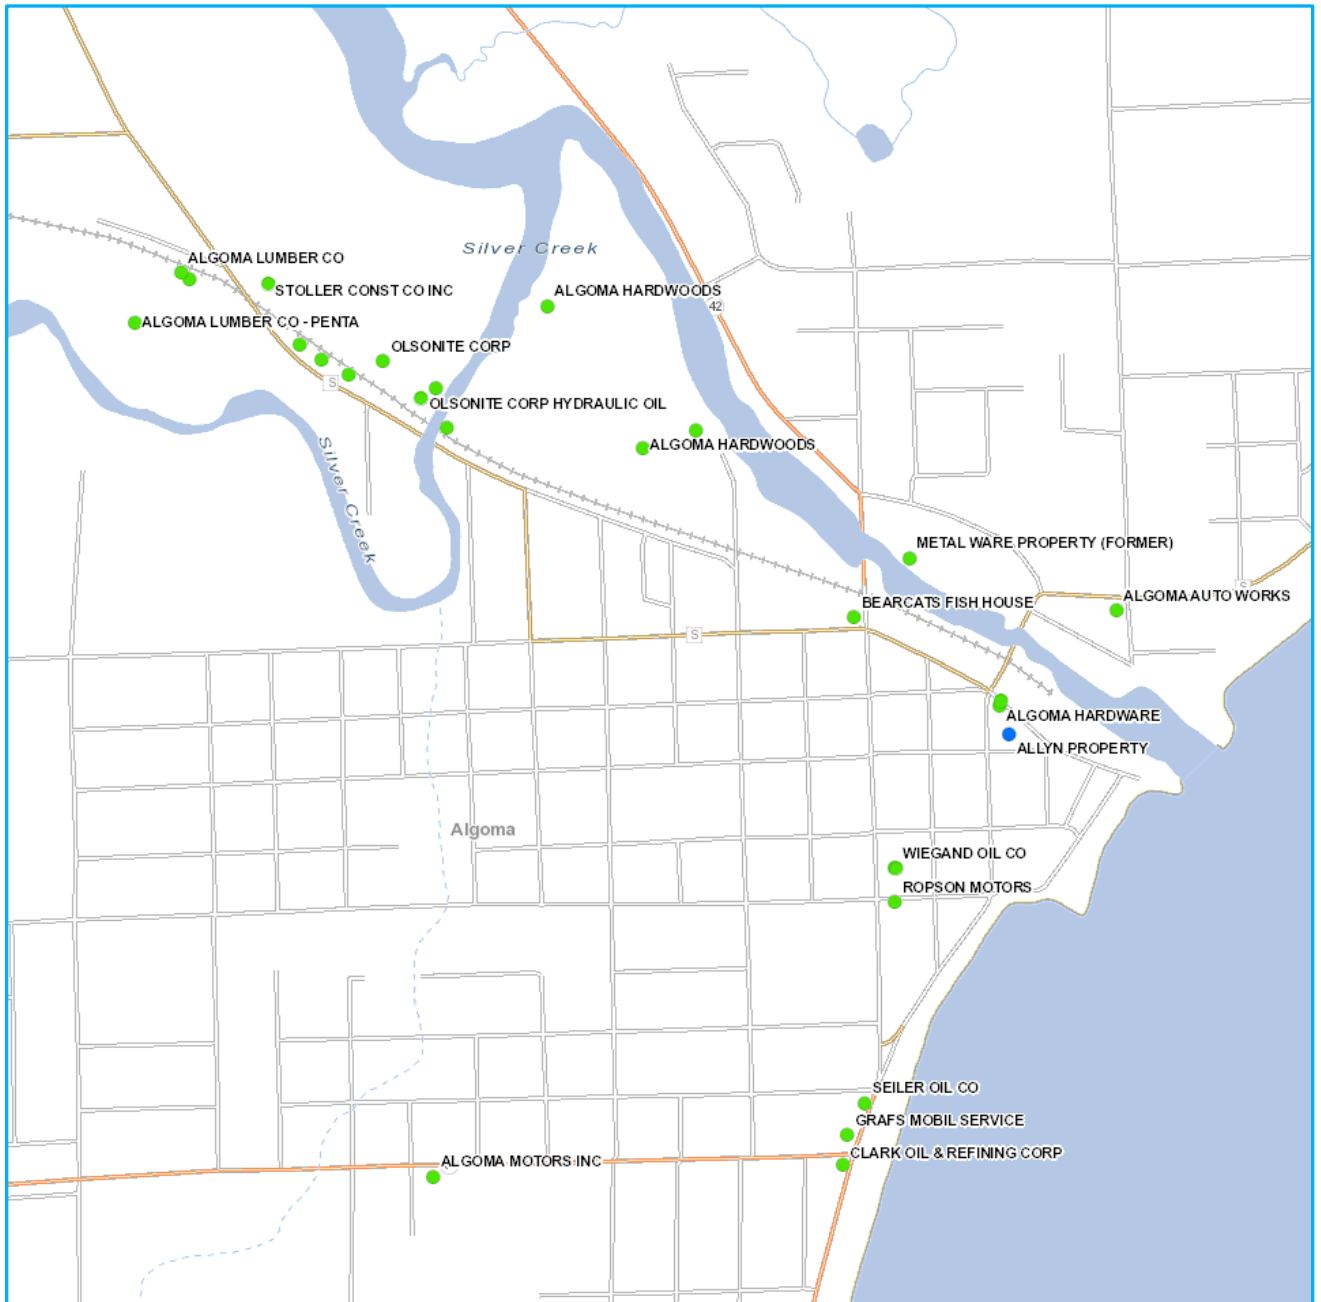 Silver Creek
ALGOMA LUMBER CO
STOLLER CONST CO INC
ALGOMA HARDWOODS
42
ALGOMA LUMBER CO - PENTA
OLSONITE CORP
S
OLSONITE CORP HYDRAULIC OIL
Silver Creek
ALGOMA HARDWOODS
METAL WARE PROPERTY (FORMER)
S
ALGOMA AUTO WORKS
BEARCATS FISH HOUSE
S
ALGOMA HARDWARE
ALLYN PROPERTY
Algoma
WIEGAND OIL CO
ROPSON MOTORS
SEILER OIL CO
GRAFS MOBIL SERVICE
CLARK OIL & REFINING CORP
ALGOMA MOTORS INC